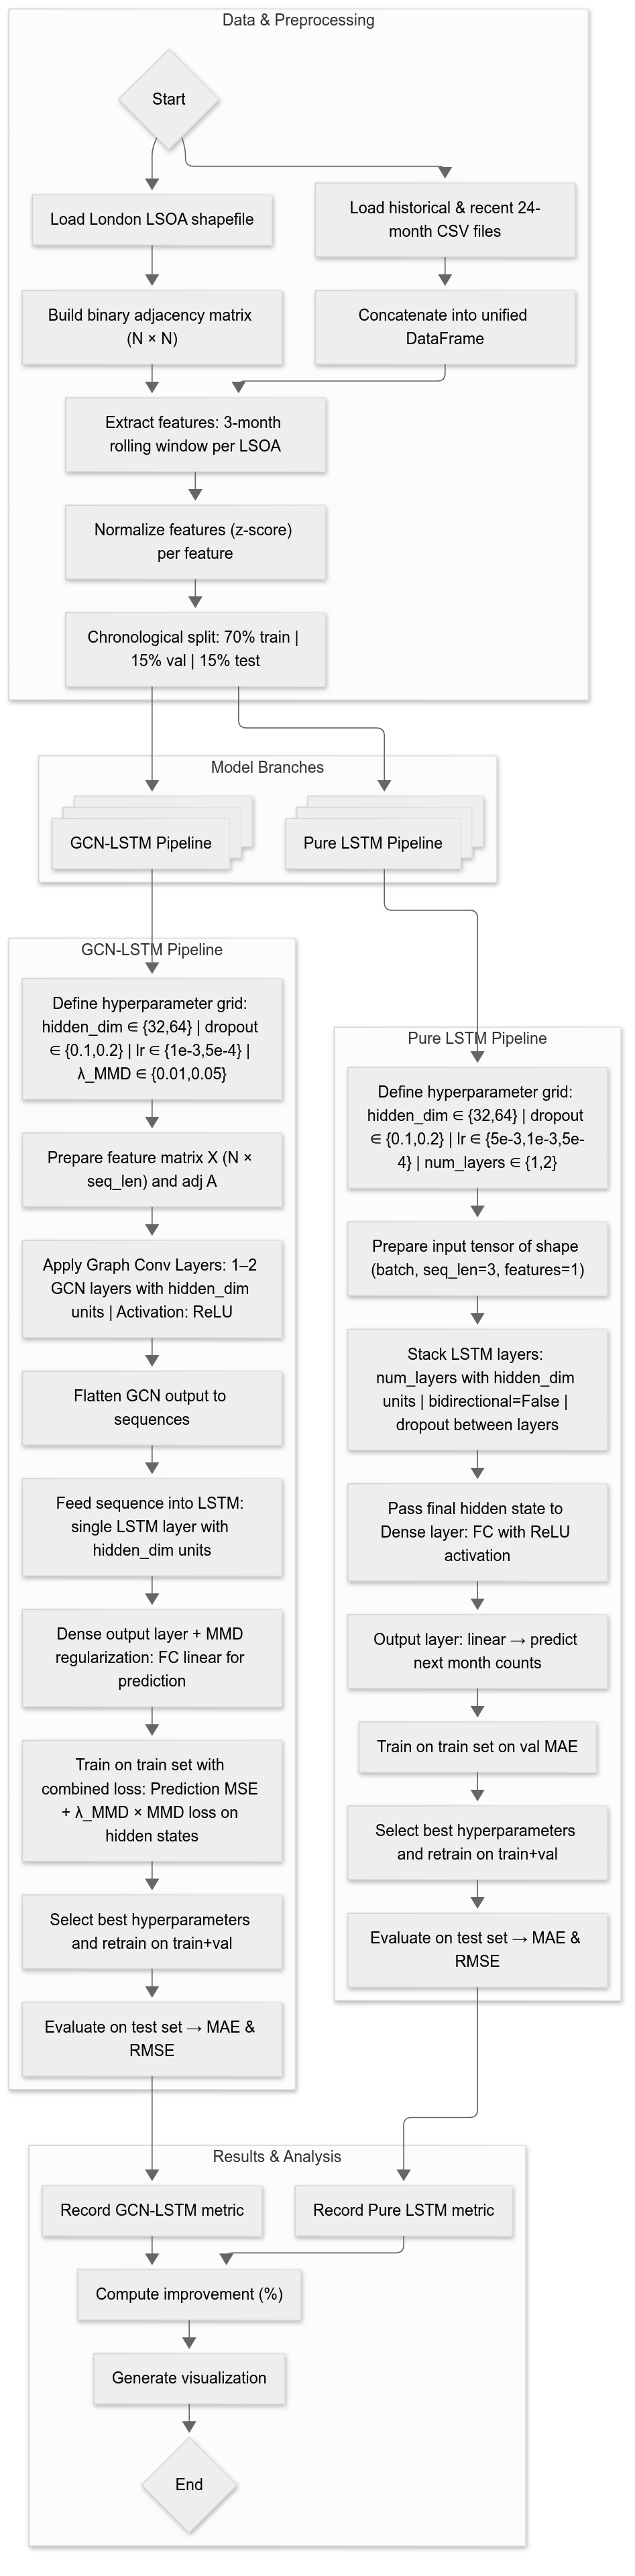 Data & Preprocessing
Start
Load London LSOA shapefile
Load historical & recent 24-
month CSV files
Build binary adjacency matrix
(N × N)
Concatenate into unified
DataFrame
Extract features: 3-month
rolling window per LSOA
Normalize features (z-score)
per feature
Chronological split: 70% train |
15% val | 15% test
Model Branches
GCN-LSTM Pipeline
Pure LSTM Pipeline
GCN-LSTM Pipeline
Define hyperparameter grid:
hidden_dim ∈ {32,64} | dropout
∈ {0.1,0.2} | lr ∈ {1e-3,5e-4} |
λ_MMD ∈ {0.01,0.05}
Prepare feature matrix X (N ×
seq_len) and adj A
Apply Graph Conv Layers: 1–2
GCN layers with hidden_dim
units | Activation: ReLU
Flatten GCN output to
sequences
Feed sequence into LSTM:
single LSTM layer with
hidden_dim units
Dense output layer + MMD
regularization: FC linear for
prediction
Train on train set with
combined loss: Prediction MSE
+ λ_MMD × MMD loss on
hidden states
Select best hyperparameters
and retrain on train+val
Evaluate on test set → MAE &
RMSE
Pure LSTM Pipeline
Define hyperparameter grid:
hidden_dim ∈ {32,64} | dropout
∈ {0.1,0.2} | lr ∈ {5e-3,1e-3,5e-
4} | num_layers ∈ {1,2}
Prepare input tensor of shape
(batch, seq_len=3, features=1)
Stack LSTM layers:
num_layers with hidden_dim
units | bidirectional=False |
dropout between layers
Pass final hidden state to
Dense layer: FC with ReLU
activation
Output layer: linear → predict
next month counts
Train on train set on val MAE
Select best hyperparameters
and retrain on train+val
Evaluate on test set → MAE &
RMSE
Results & Analysis
Record GCN-LSTM metric
Record Pure LSTM metric
Compute improvement (%)
Generate visualization
End